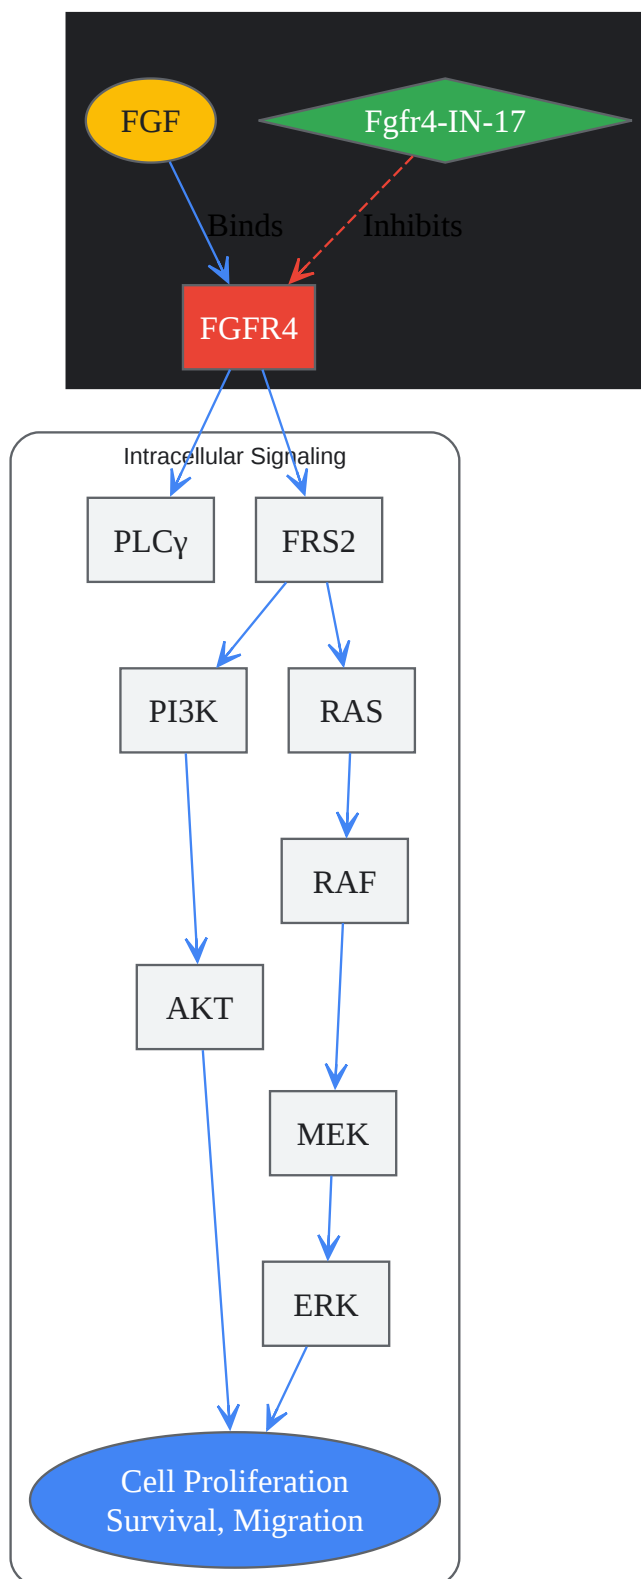 FGF
Fgfr4-IN-17
Binds
Inhibits
FGFR4
Intracellular Signaling
PLCγ
FRS2
PI3K
RAS
RAF
AKT
MEK
ERK
Cell Proliferation
Survival, Migration